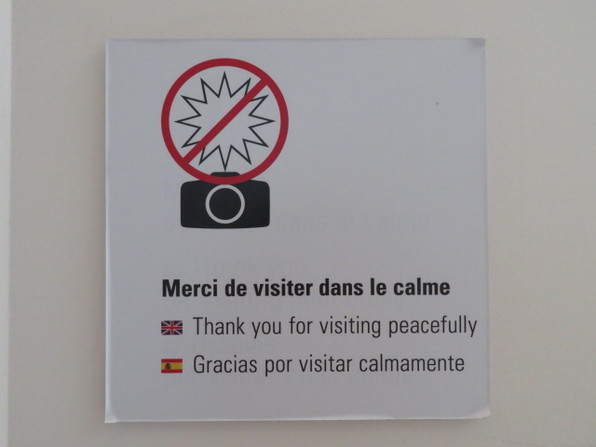 Merci de visiter dans le calme
Thank you for visiting peacefully
Gracias por visitar calmamente